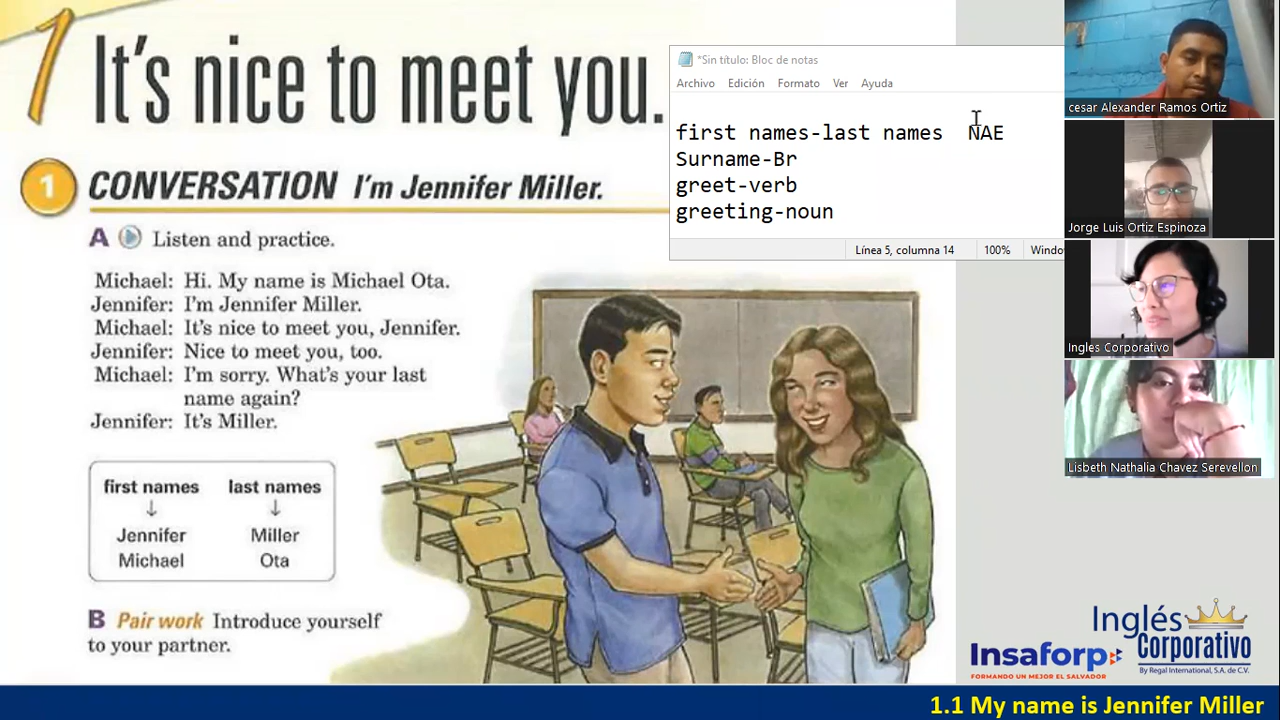 1 It's nice to meet you.
1 CONVERSATION I'm Jennifer Miller.
A Listen and practice.
Michael: Hi. My name is Michael Ota.
Jennifer: I'm Jennifer Miller.
Michael: It's nice to meet you, Jennifer.
Jennifer: Nice to meet you, too.
Michael: I'm sorry. What's your last
name again?
Jennifer: It's Miller.
first names last names
Jennifer Miller
Michael Ota
B Pair work Introduce yourself
to your partner.
*Sin título: Bloc de notas
Archivo Edición Formato Ver Ayuda
first names-last names NAE
Surname-Br
greet-verb
greeting-noun
Línea 5, columna 14 100% Windo
cesar Alexander Ramos Ortiz
Jorge Luis Ortiz Espinoza
Ingles Corporativo
Lisbeth Nathalia Chavez Serevellon
Insaforp
FORMANDO UN MEJOR EL SALVADOR
Inglés
Corporativo
By Regal International, S.A. de C.V.
1.1 My name is Jennifer Miller